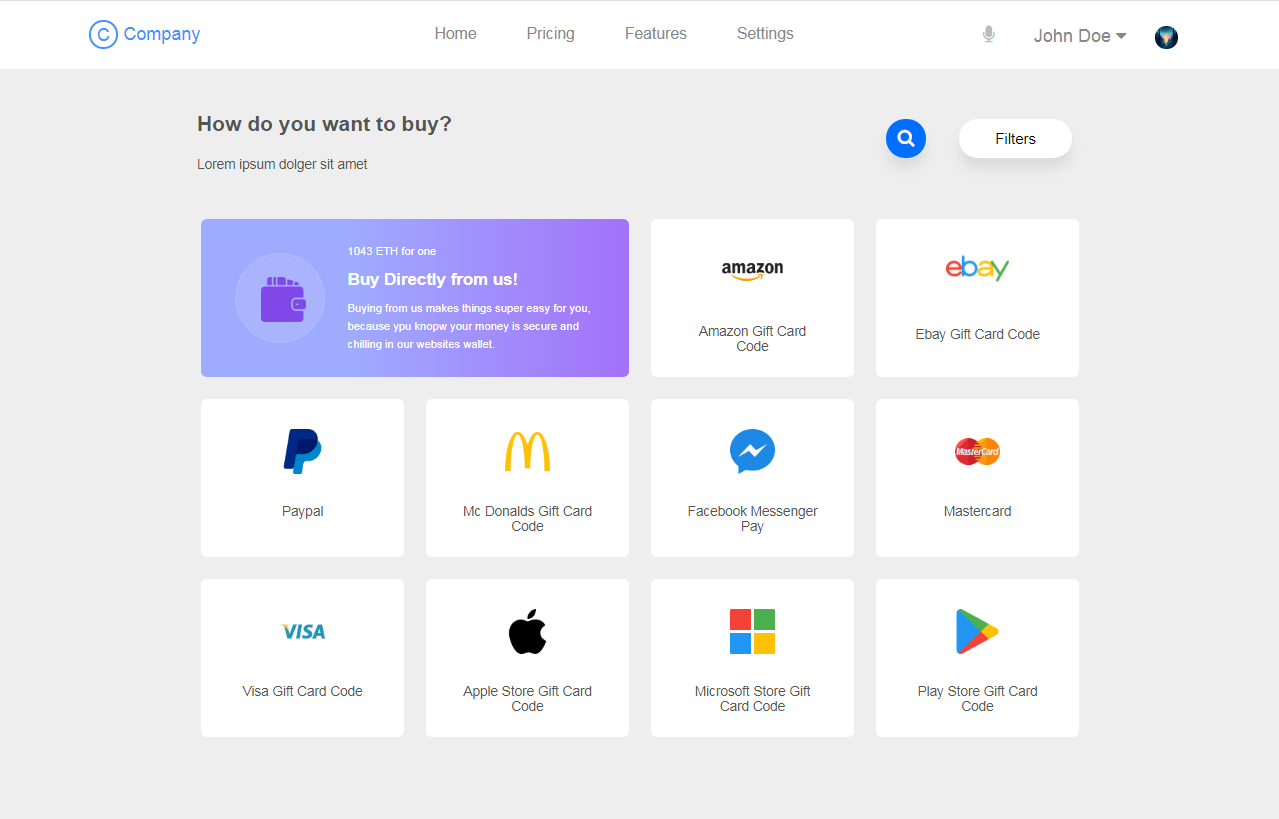 C Company
Home
Pricing
Features
Settings
John Doe
How do you want to buy?
Lorem ipsum dolger sit amet
Filters
1043 ETH for one
Buy Directly from us!
Buying from us makes things super easy for you,
because ypu knopw your money is secure and
chilling in our websites wallet.
amazon
Amazon Gift Card
Code
ebay
Ebay Gift Card Code
Paypal
Mc Donalds Gift Card
Code
Facebook Messenger
Pay
MasterCard
Mastercard
VISA
Visa Gift Card Code
Apple Store Gift Card
Code
Microsoft Store Gift
Card Code
Play Store Gift Card
Code